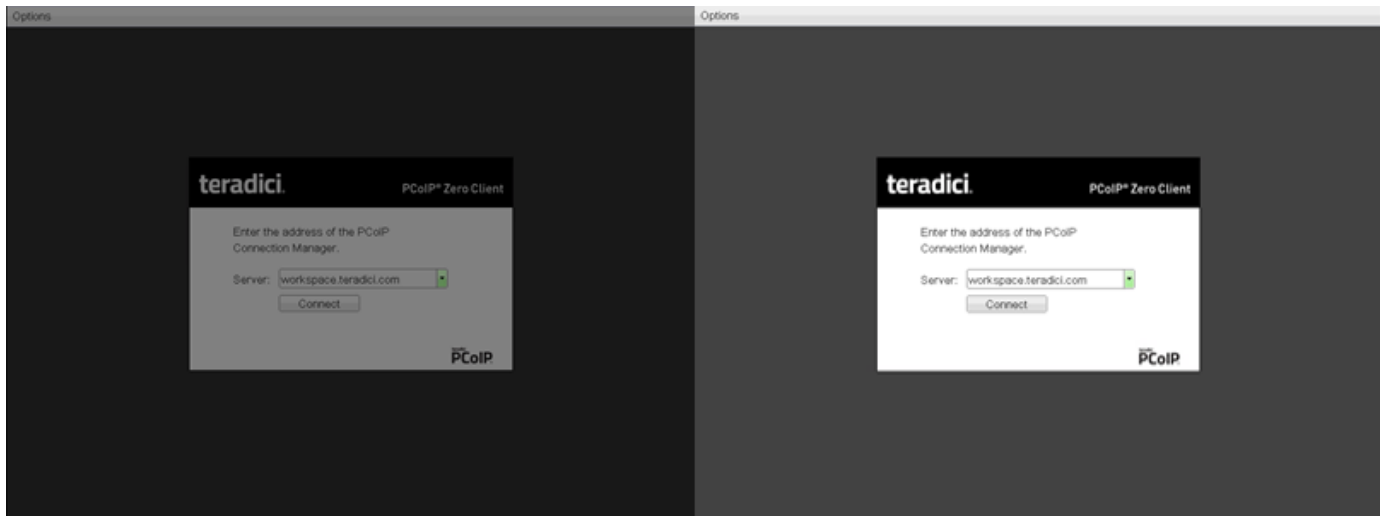 Options
teradici.
PCoIP® Zero Client
Enter the address of the PCoIP
Connection Manager.
Server: workspace.teradici.com
Connect
PCoIP
Options
teradici.
PCoIP® Zero Client
Enter the address of the PCoIP
Connection Manager.
Server: workspace.teradici.com
Connect
PCoIP